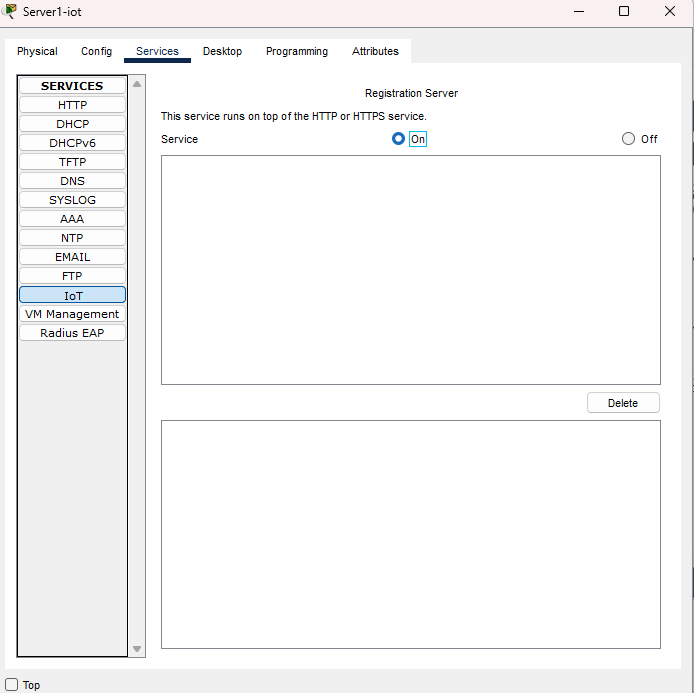 Server1-iot
Physical Config Services Desktop Programming Attributes
SERVICES
HTTP
DHCP
DHCPv6
TFTP
DNS
SYSLOG
AAA
NTP
EMAIL
FTP
IoT
VM Management
Radius EAP
Registration Server
This service runs on top of the HTTP or HTTPS service.
Service On Off
Delete
Top